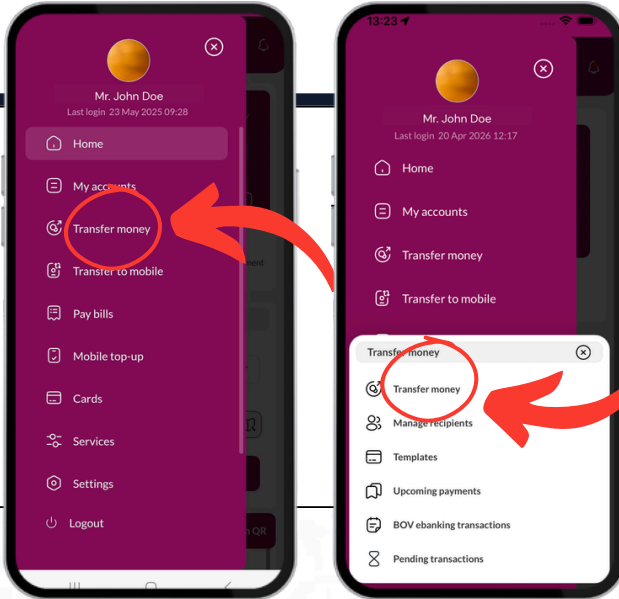 Mr. John Doe
Last login 23 May 2025 09:28
Home
My accounts
Transfer money
Transfer to mobile
Pay bills
Mobile top-up
Cards
Services
Settings
Logout
QR
13:23
Mr. John Doe
Last login 20 Apr 2026 12:17
Home
My accounts
Transfer money
Transfer to mobile
Transfer money
Transfer money
Manage recipients
Templates
Upcoming payments
BOV ebanking transactions
Pending transactions